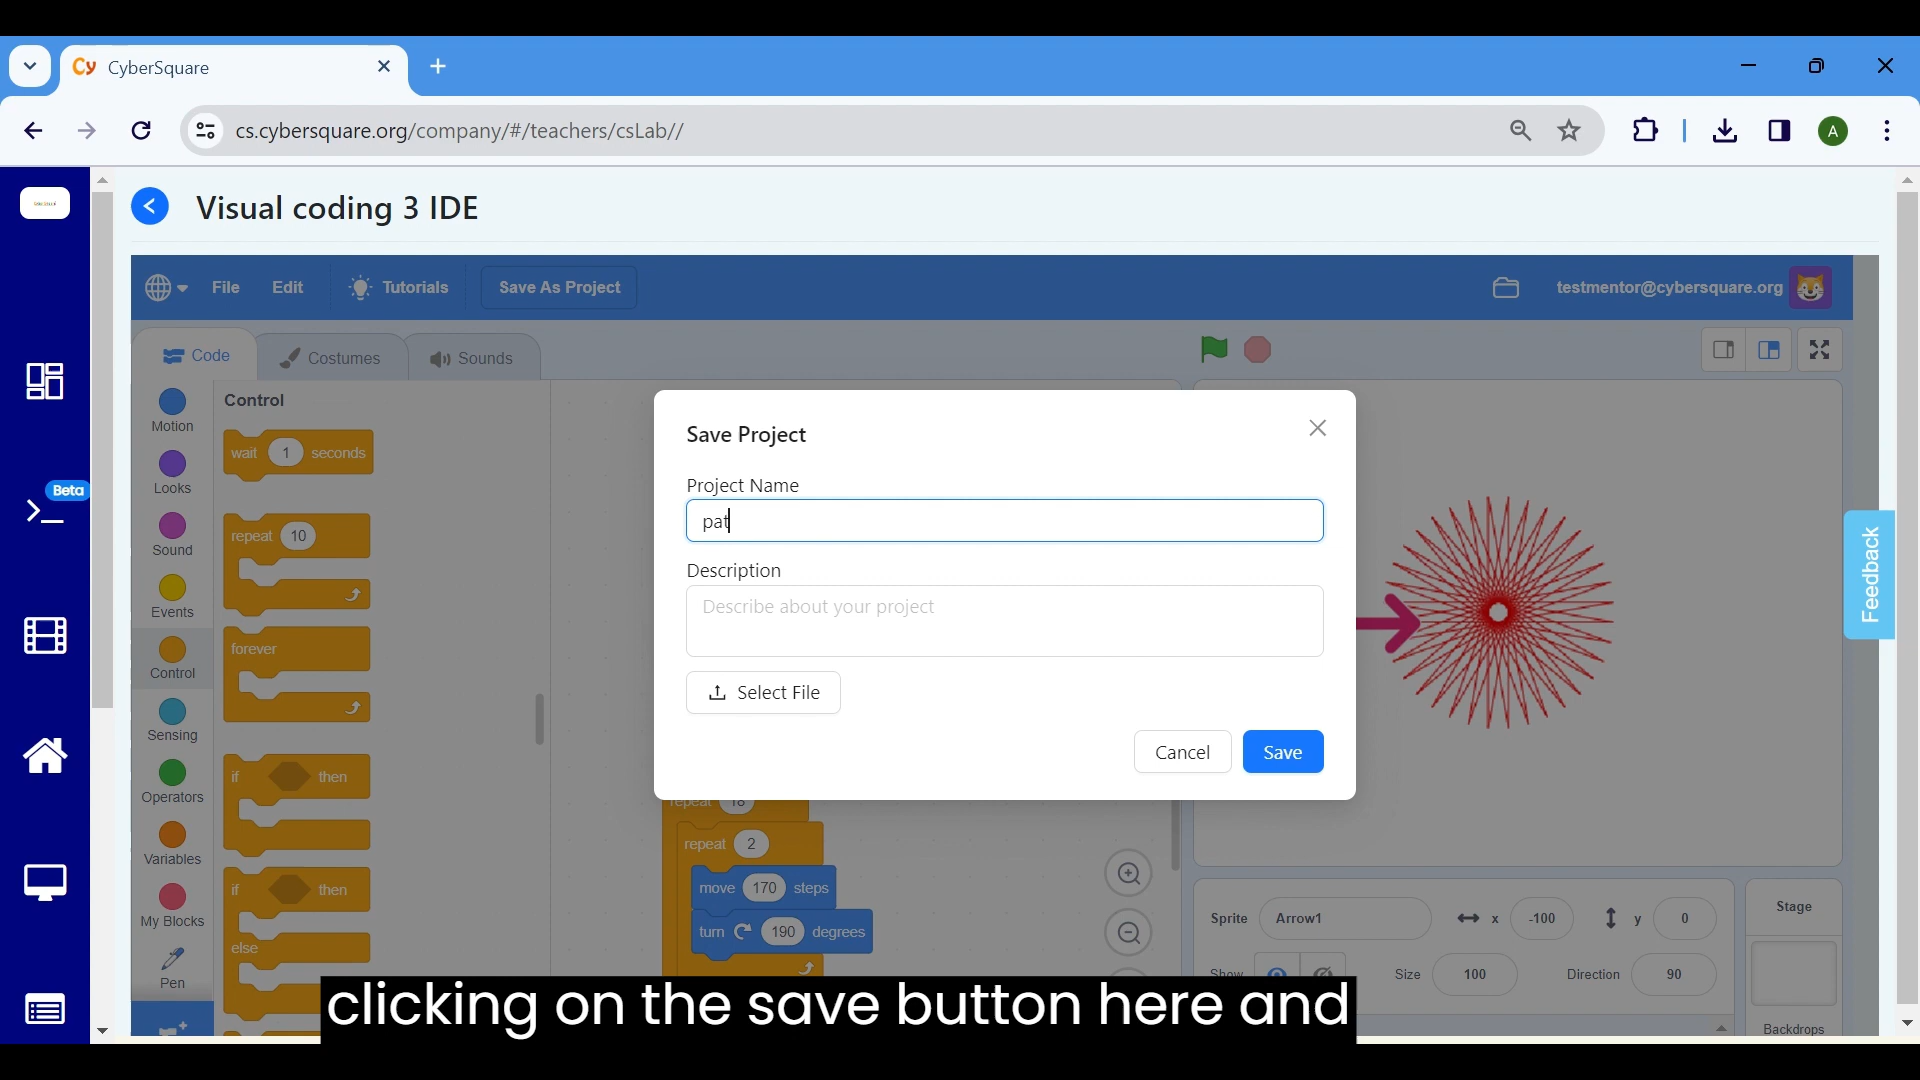 CyberSquare
cs.cybersquare.org/company/#/teachers/csLab//
A
Visual coding 3 IDE
File Edit Tutorials Save As Project testmentor@cybersquare.org
Code Costumes Sounds
Beta
Motion
Looks
Sound
Events
Control
Sensing
Operators
Variables
My Blocks
Pen
Control
wait 1 seconds
repeat 10
forever
if then
if then
else
Save Project
Project Name
pat
Description
Describe about your project
Select File
Cancel Save
repeat 18
repeat 2
move 170 steps
turn 190 degrees
Feedback
Sprite Arrow1 x -100 y 0
Show Size 100 Direction 90
Stage
Backdrops
clicking on the save button here and